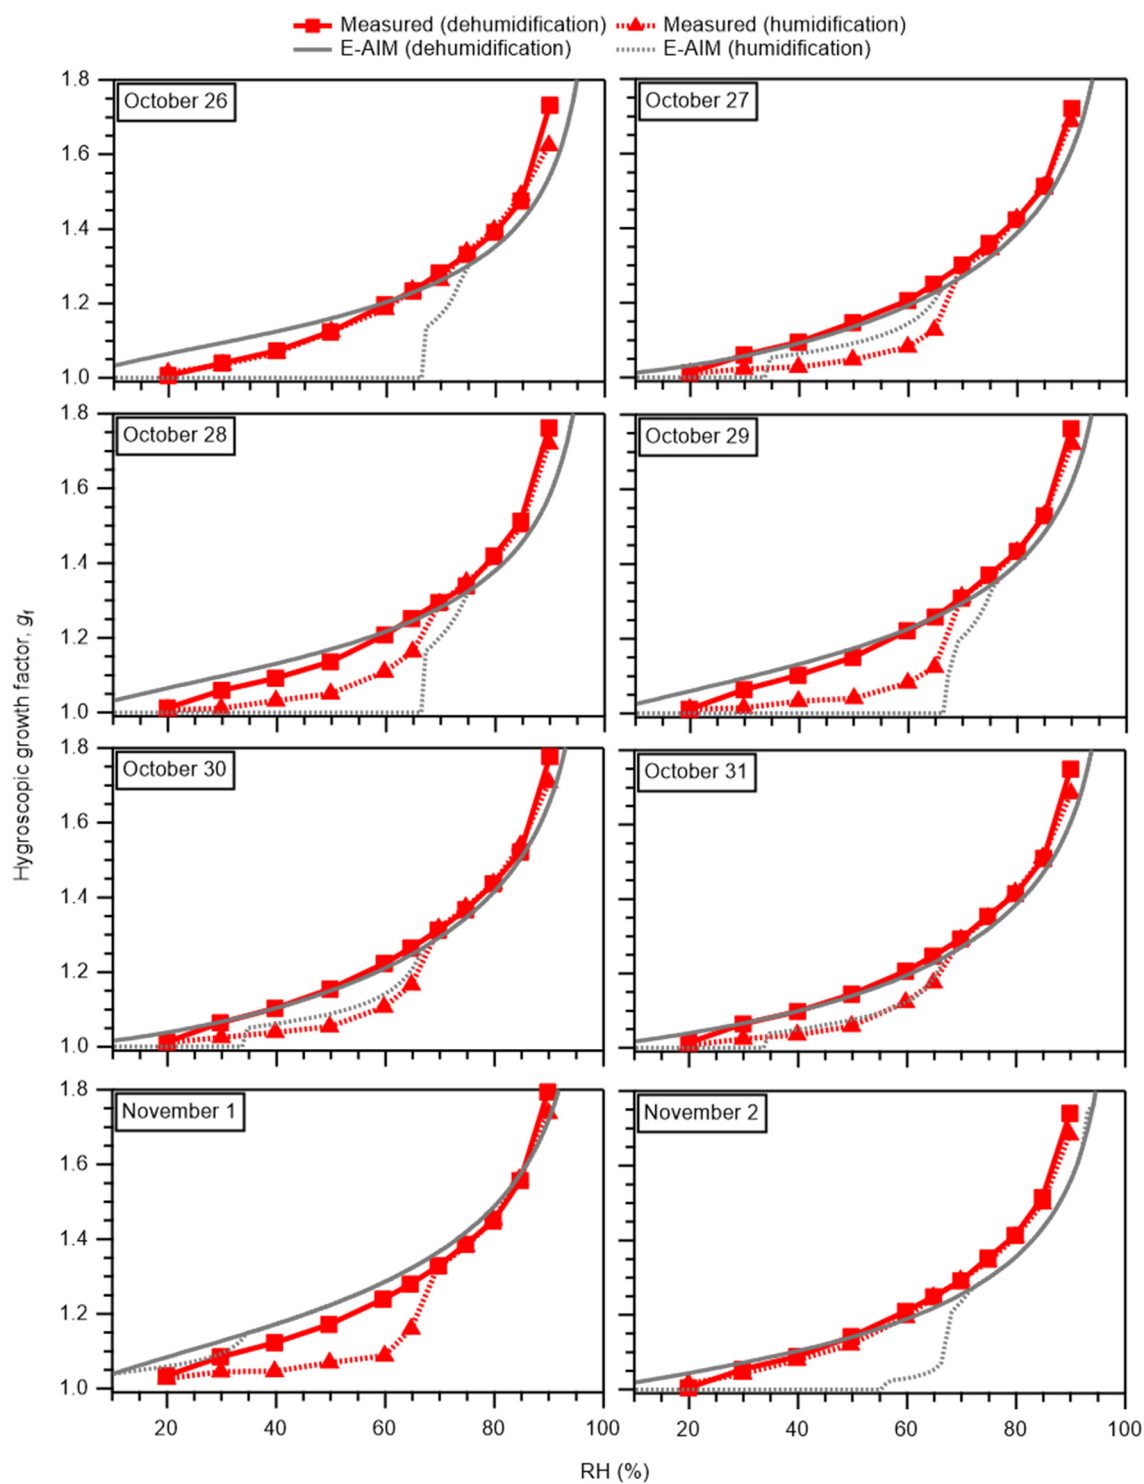 Measured (dehumidification) Measured (humidification)
E-AIM (dehumidification) E-AIM (humidification)
Hygroscopic growth factor, gf
1.8
1.6
1.4
1.2
1.0
October 26
October 27
1.8
1.6
1.4
1.2
1.0
October 28
October 29
1.8
1.6
1.4
1.2
1.0
October 30
October 31
1.8
1.6
1.4
1.2
1.0
November 1
November 2
20 40 60 80 100 20 40 60 80 100
RH (%)